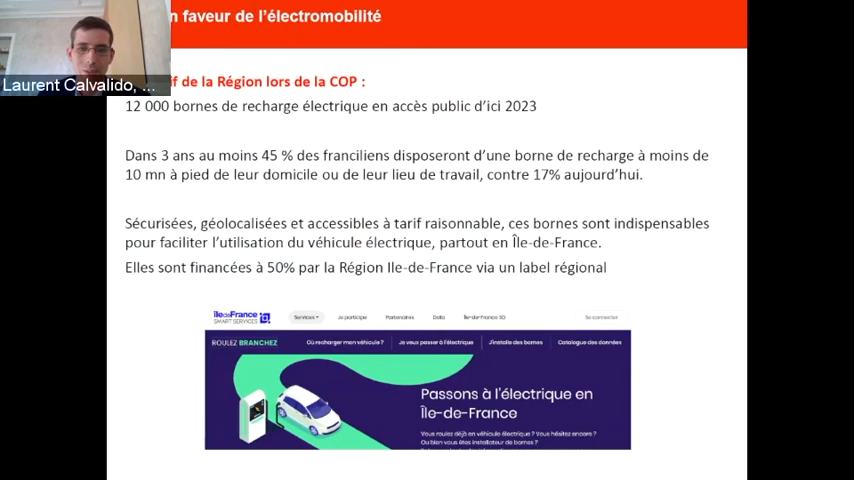 n faveur de l'électromobilité
Laurent Calvalido, ...
if de la Région lors de la COP :
12 000 bornes de recharge électrique en accès public d'ici 2023
Dans 3 ans au moins 45 % des franciliens disposeront d'une borne de recharge à moins de
10 mn à pied de leur domicile ou de leur lieu de travail, contre 17% aujourd'hui.
Sécurisées, géolocalisées et accessibles à tarif raisonnable, ces bornes sont indispensables
pour faciliter l'utilisation du véhicule électrique, partout en Île-de-France.
Elles sont financées à 50% par la Région Ile-de-France via un label régional
îledeFrance
SMART SERVICES
Services Je participe Partenaires Data Île-de-France 3D Se connecter
ROULEZ BRANCHEZ Où recharger mon véhicule ? Je veux passer à l'électrique J'installe des bornes Catalogue des données
Passons à l'électrique en
Île-de-France
Vous roulez déjà en véhicule électrique ? Vous hésitez encore ?
Ou bien vous êtes installateur de bornes ?